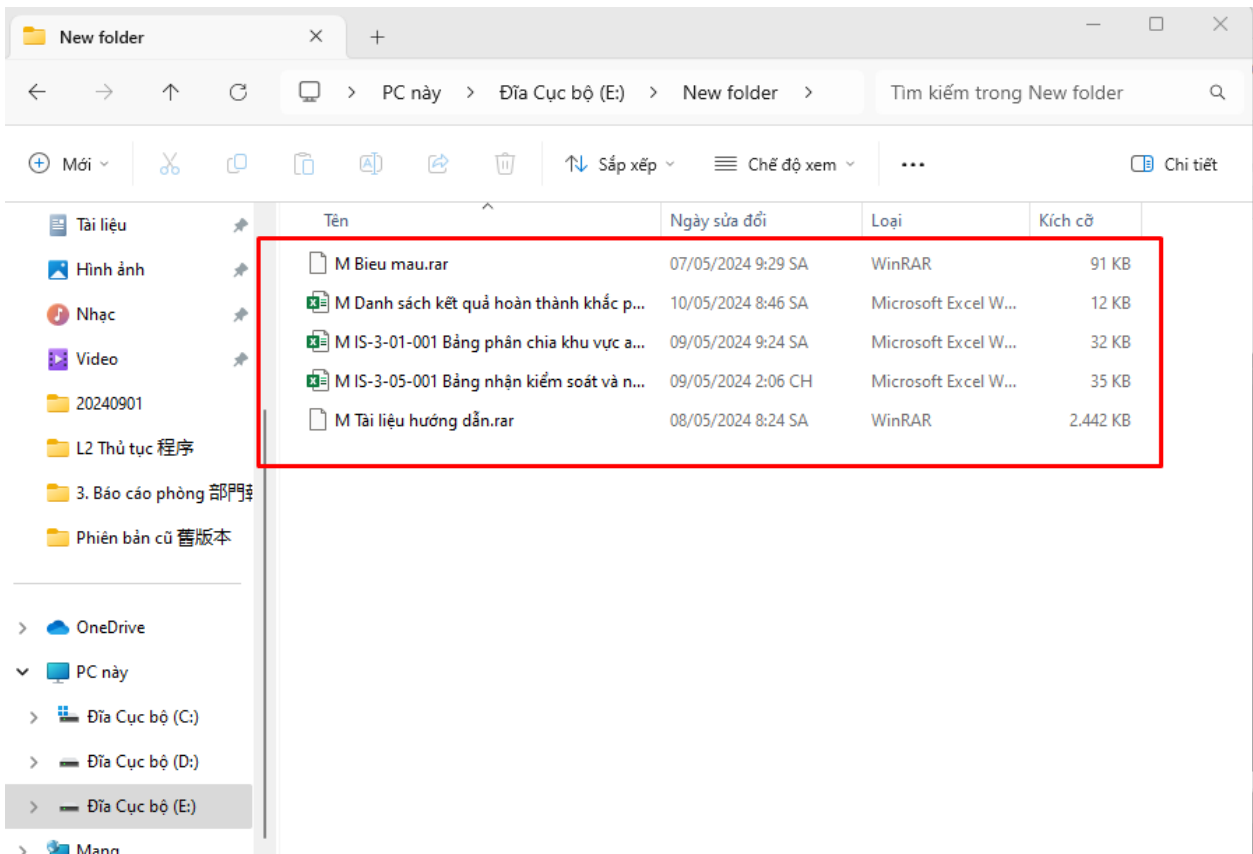 New folder
PC này > Đĩa Cục bộ (E:) > New folder > Tìm kiếm trong New folder
Mới Sắp xếp Chế độ xem ... Chi tiết
Tên Ngày sửa đổi Loại Kích cỡ
M Bieu mau.rar 07/05/2024 9:29 SA WinRAR 91 KB
M Danh sách kết quả hoàn thành khắc p... 10/05/2024 8:46 SA Microsoft Excel W... 12 KB
M IS-3-01-001 Bảng phân chia khu vực a... 09/05/2024 9:24 SA Microsoft Excel W... 32 KB
M IS-3-05-001 Bảng nhận kiểm soát và n... 09/05/2024 2:06 CH Microsoft Excel W... 35 KB
M Tài liệu hướng dẫn.rar 08/05/2024 8:24 SA WinRAR 2.442 KB
Tài liệu
Hình ảnh
Nhạc
Video
20240901
L2 Thủ tục 程序
3. Báo cáo phòng 部門
Phiên bản cũ 舊版本
OneDrive
PC này
Đĩa Cục bộ (C:)
Đĩa Cục bộ (D:)
Đĩa Cục bộ (E:)
Mạng